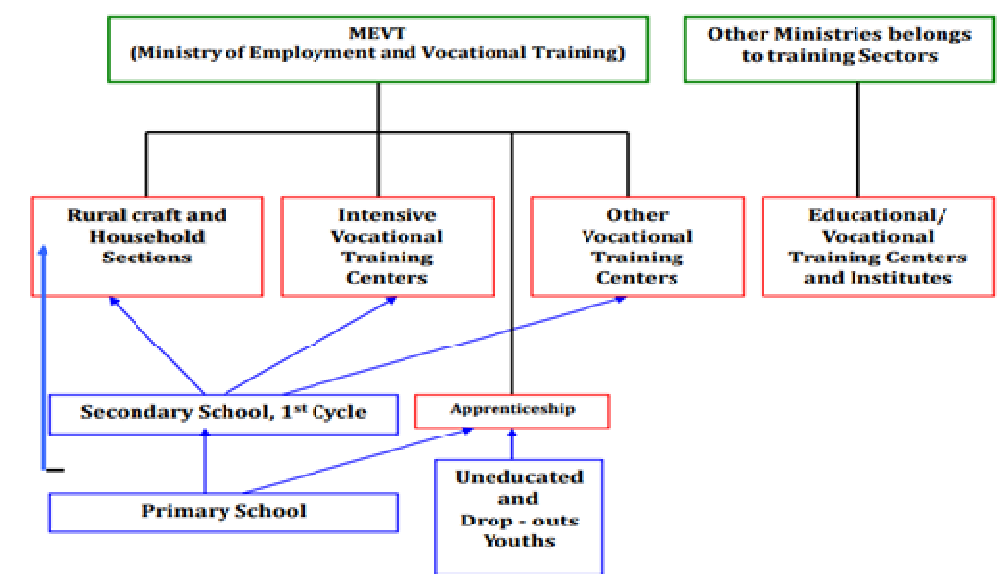 MEVT
(Ministry of Employment and Vocational Training)
Other Ministries belongs
to training Sectors
Rural craft and
Household
Sections
Intensive
Vocational
Training
Centers
Other
Vocational
Training
Centers
Educational/
Vocational
Training Centers
and Institutes
Secondary School, 1st Cycle
Apprenticeship
Uneducated
and
Drop - outs
Youths
Primary School